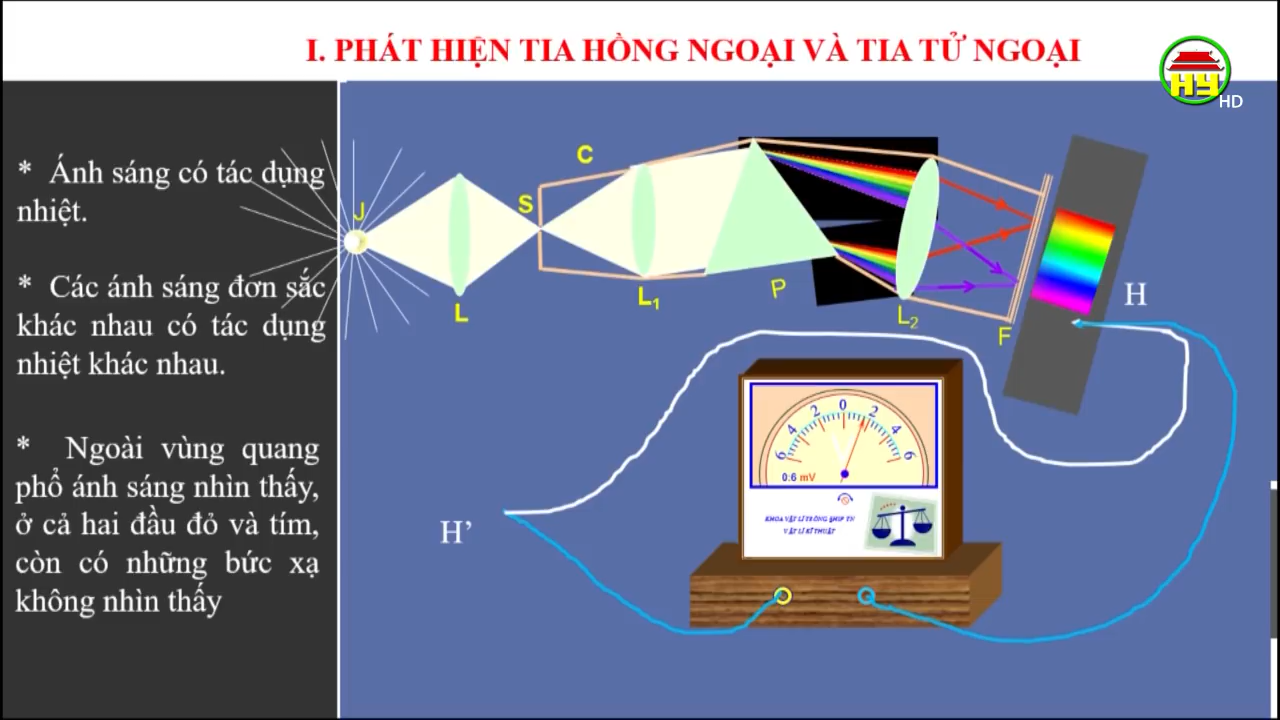 I. PHÁT HIỆN TIA HỒNG NGOẠI VÀ TIA TỬ NGOẠI
HY
HD
* Ánh sáng có tác dụng
nhiệt.
* Các ánh sáng đơn sắc
khác nhau có tác dụng
nhiệt khác nhau.
* Ngoài vùng quang
phổ ánh sáng nhìn thấy,
ở cả hai đầu đỏ và tím,
còn có những bức xạ
không nhìn thấy
J
L
S
C
L1
P
L2
F
H
H’
6 4 2 0 2 4 6
V
0:6 mV
KHOA VẬT LÍ TRÒNG ĐHSP TN
VẬT LÍ KĨ THUẬT